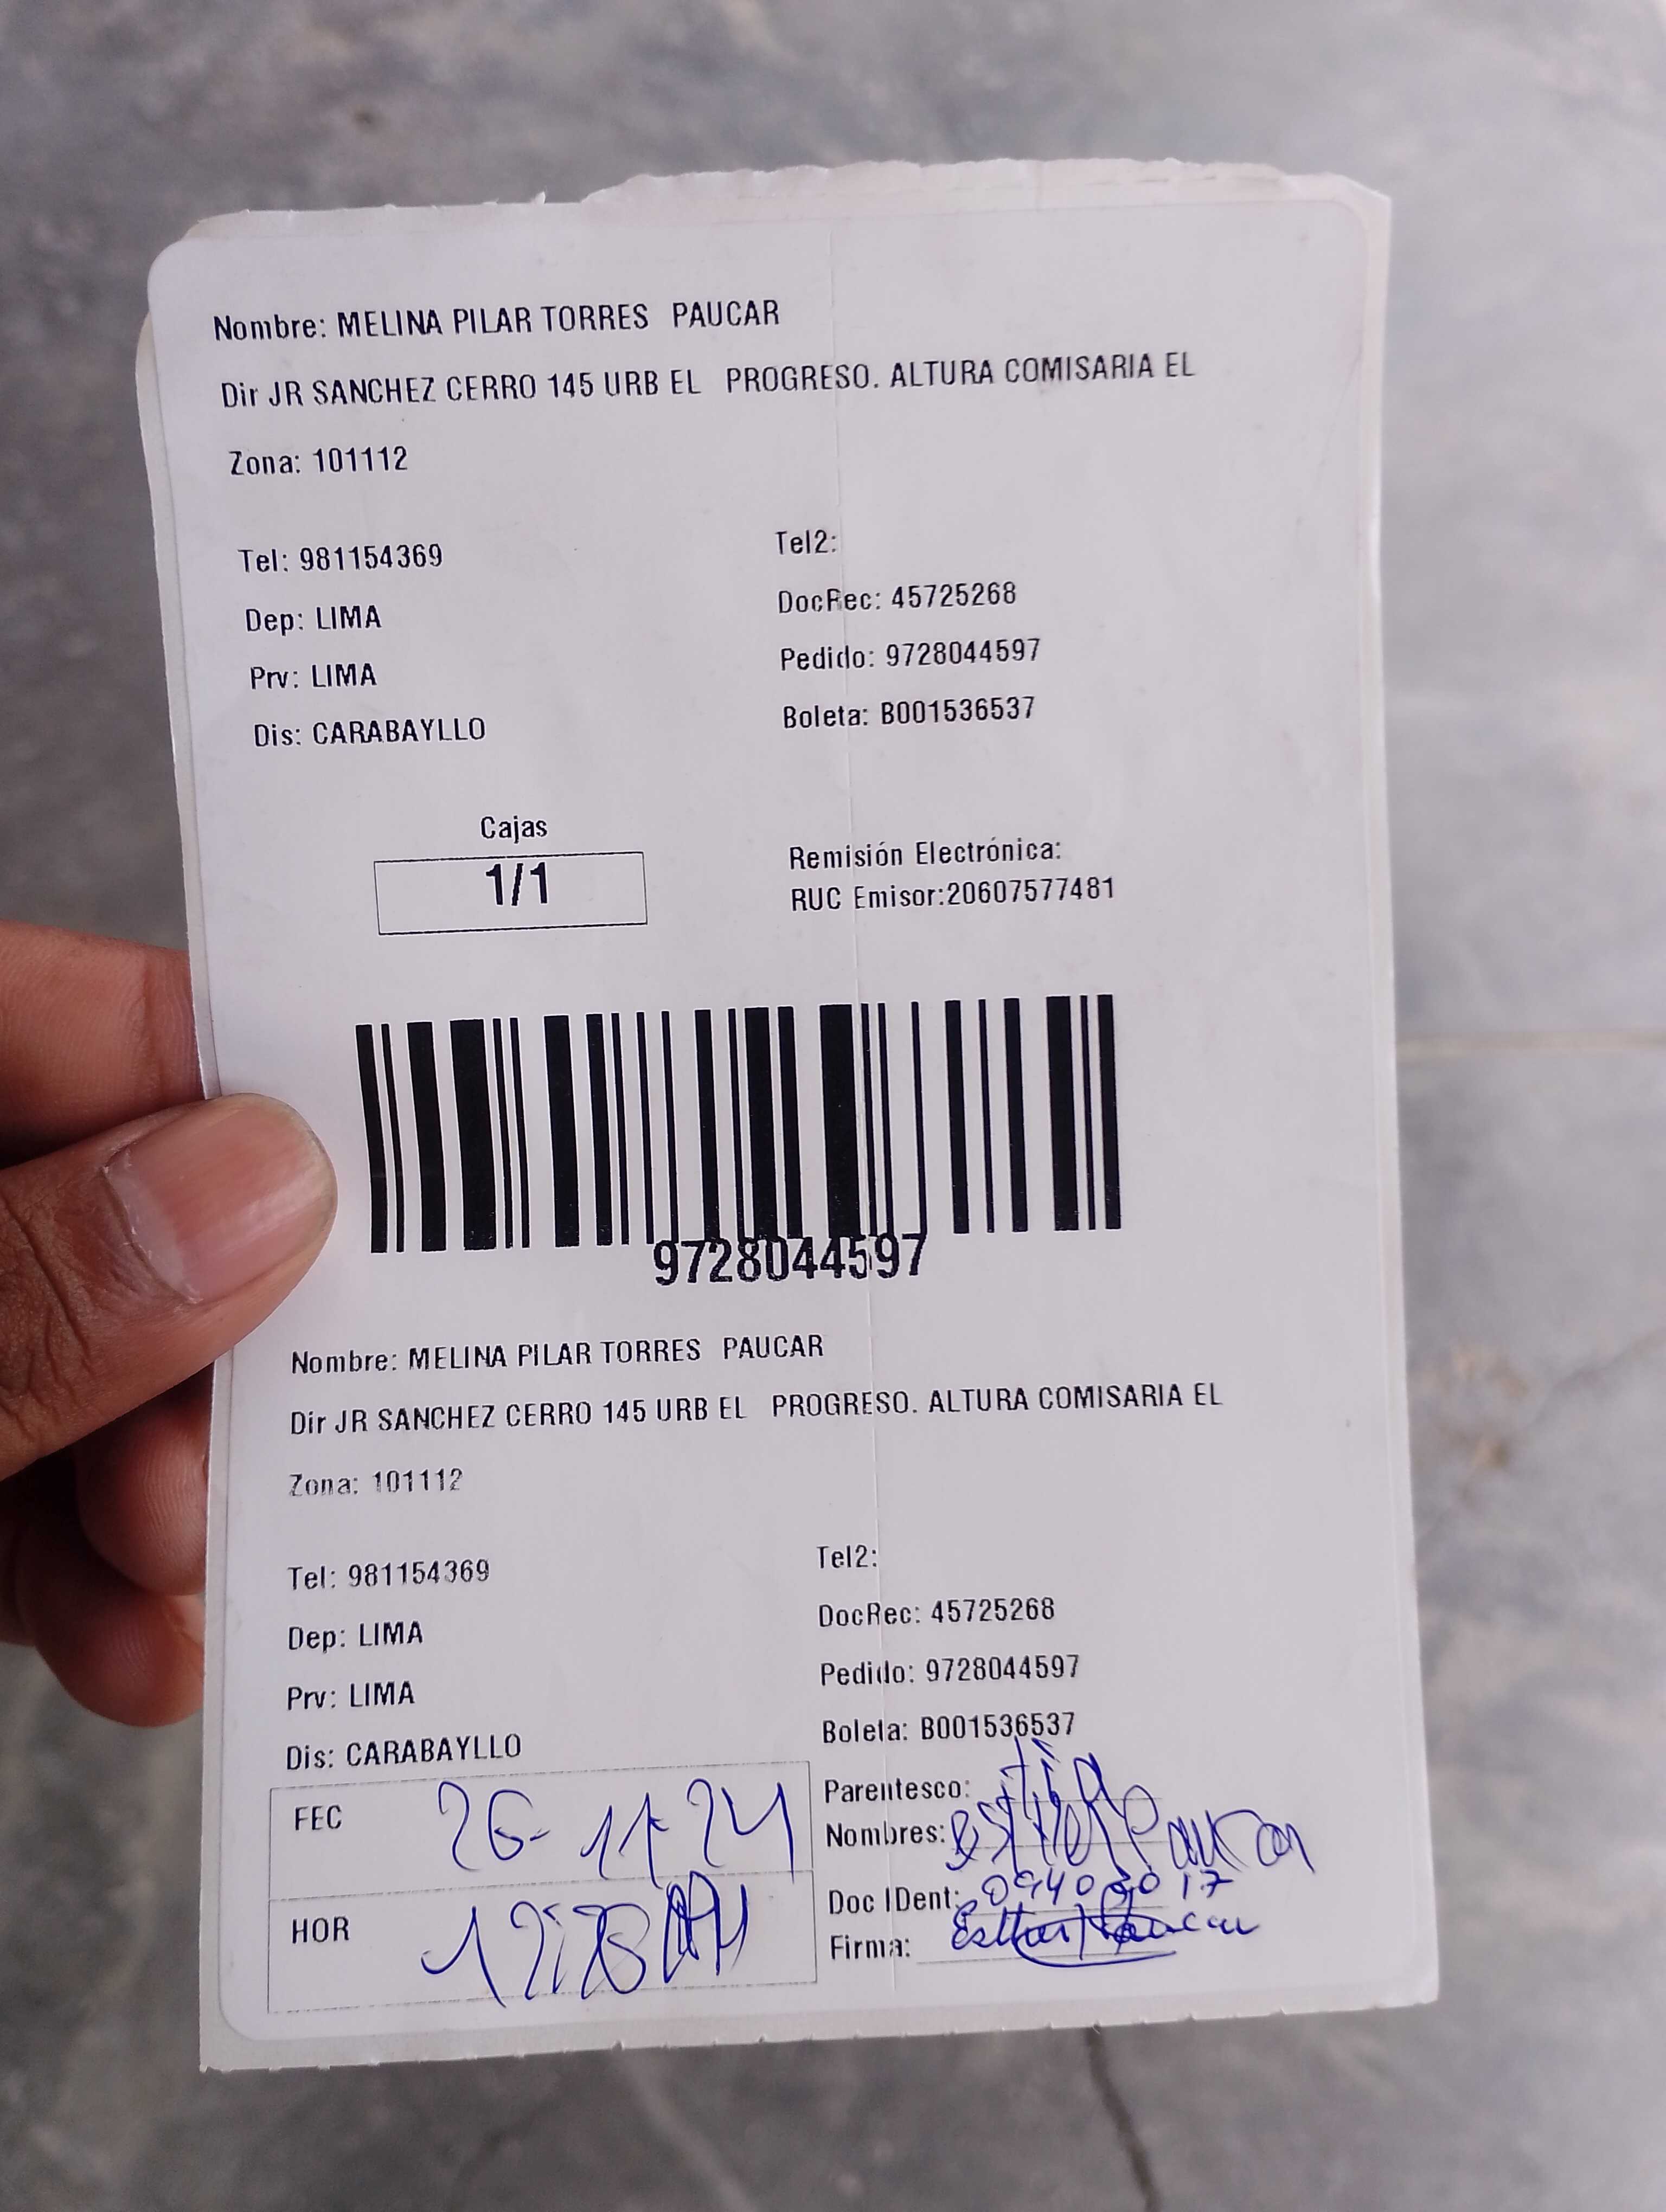 Nombre: MELINA PILAR TORRES PAUCAR
Dir JR SANCHEZ CERRO 145 URB EL PROGRESO. ALTURA COMISARIA EL
Zona: 101112
Tel: 981154369 Tel2:
Dep: LIMA DocRec: 45725268
Prv: LIMA Pedido: 9728044597
Dis: CARABAYLLO Boleta: B001536537
Cajas
1/1
Remisión Electrónica:
RUC Emisor:20607577481
9728044597
Nombre: MELINA PILAR TORRES PAUCAR
Dir JR SANCHEZ CERRO 145 URB EL PROGRESO. ALTURA COMISARIA EL
Zona: 101112
Tel: 981154369 Tel2:
Dep: LIMA DocRec: 45725268
Prv: LIMA Pedido: 9728044597
Dis: CARABAYLLO Boleta: B001536537
FEC 26-11-24
HOR
Parentesco: tia
Nombres: esther Paucar
Doc IDent:
Firma: Esther Paucar